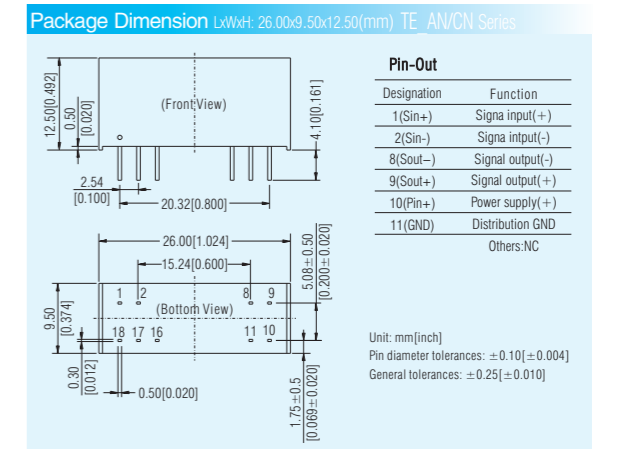 Package Dimension LxWxH: 26.00x9.50x12.50(mm) TE_AN/CN Series
12.50[0.492]
0.50
[0.020]
(Front View)
4.10[0.161]
2.54
[0.100]
20.32[0.800]
26.00[1.024]
15.24[0.600]
5.08±0.50
[0.200±0.020]
1 2 8 9
(Bottom View)
9.50
[0.374]
18 17 16 11 10
0.30
[0.012]
0.50[0.020]
1.75±0.5
[0.069±0.020]
Pin-Out
Designation Function
1(Sin+) Signa input(+)
2(Sin-) Signa intput(-)
8(Sout−) Signal output(-)
9(Sout+) Signal output(+)
10(Pin+) Power supply(+)
11(GND) Distribution GND
Others:NC
Unit: mm[inch]
Pin diameter tolerances: ±0.10[±0.004]
General tolerances: ±0.25[±0.010]